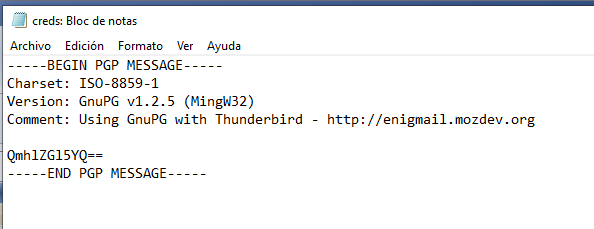 creds: Bloc de notas
Archivo Edición Formato Ver Ayuda
-----BEGIN PGP MESSAGE-----
Charset: ISO-8859-1
Version: GnuPG v1.2.5 (MingW32)
Comment: Using GnuPG with Thunderbird - http://enigmail.mozdev.org
QmhlZGl5YQ==
-----END PGP MESSAGE-----